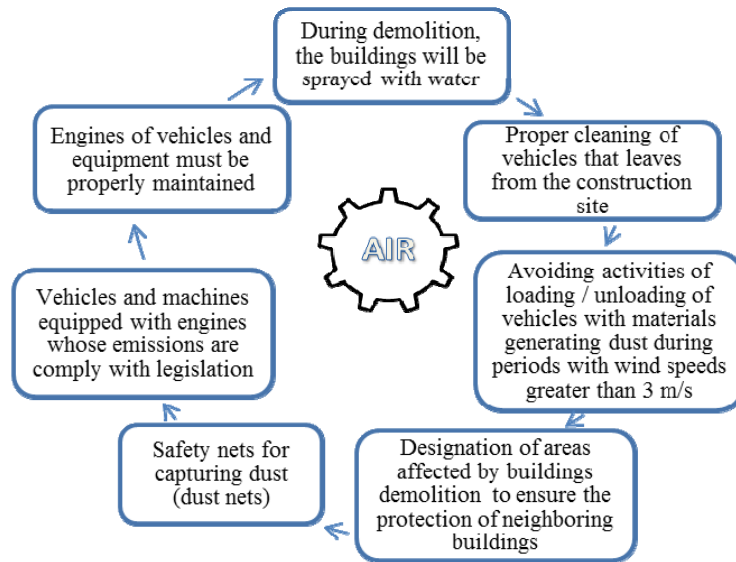 During demolition,
the buildings will be
sprayed with water
Proper cleaning of
vehicles that leaves
from the construction
site
Avoiding activities of
loading / unloading of
vehicles with materials
generating dust during
periods with wind speeds
greater than 3 m/s
Designation of areas
affected by buildings
demolition to ensure the
protection of neighboring
buildings
Safety nets for
capturing dust
(dust nets)
Vehicles and machines
equipped with engines
whose emissions are
comply with legislation
Engines of vehicles and
equipment must be
properly maintained
AIR